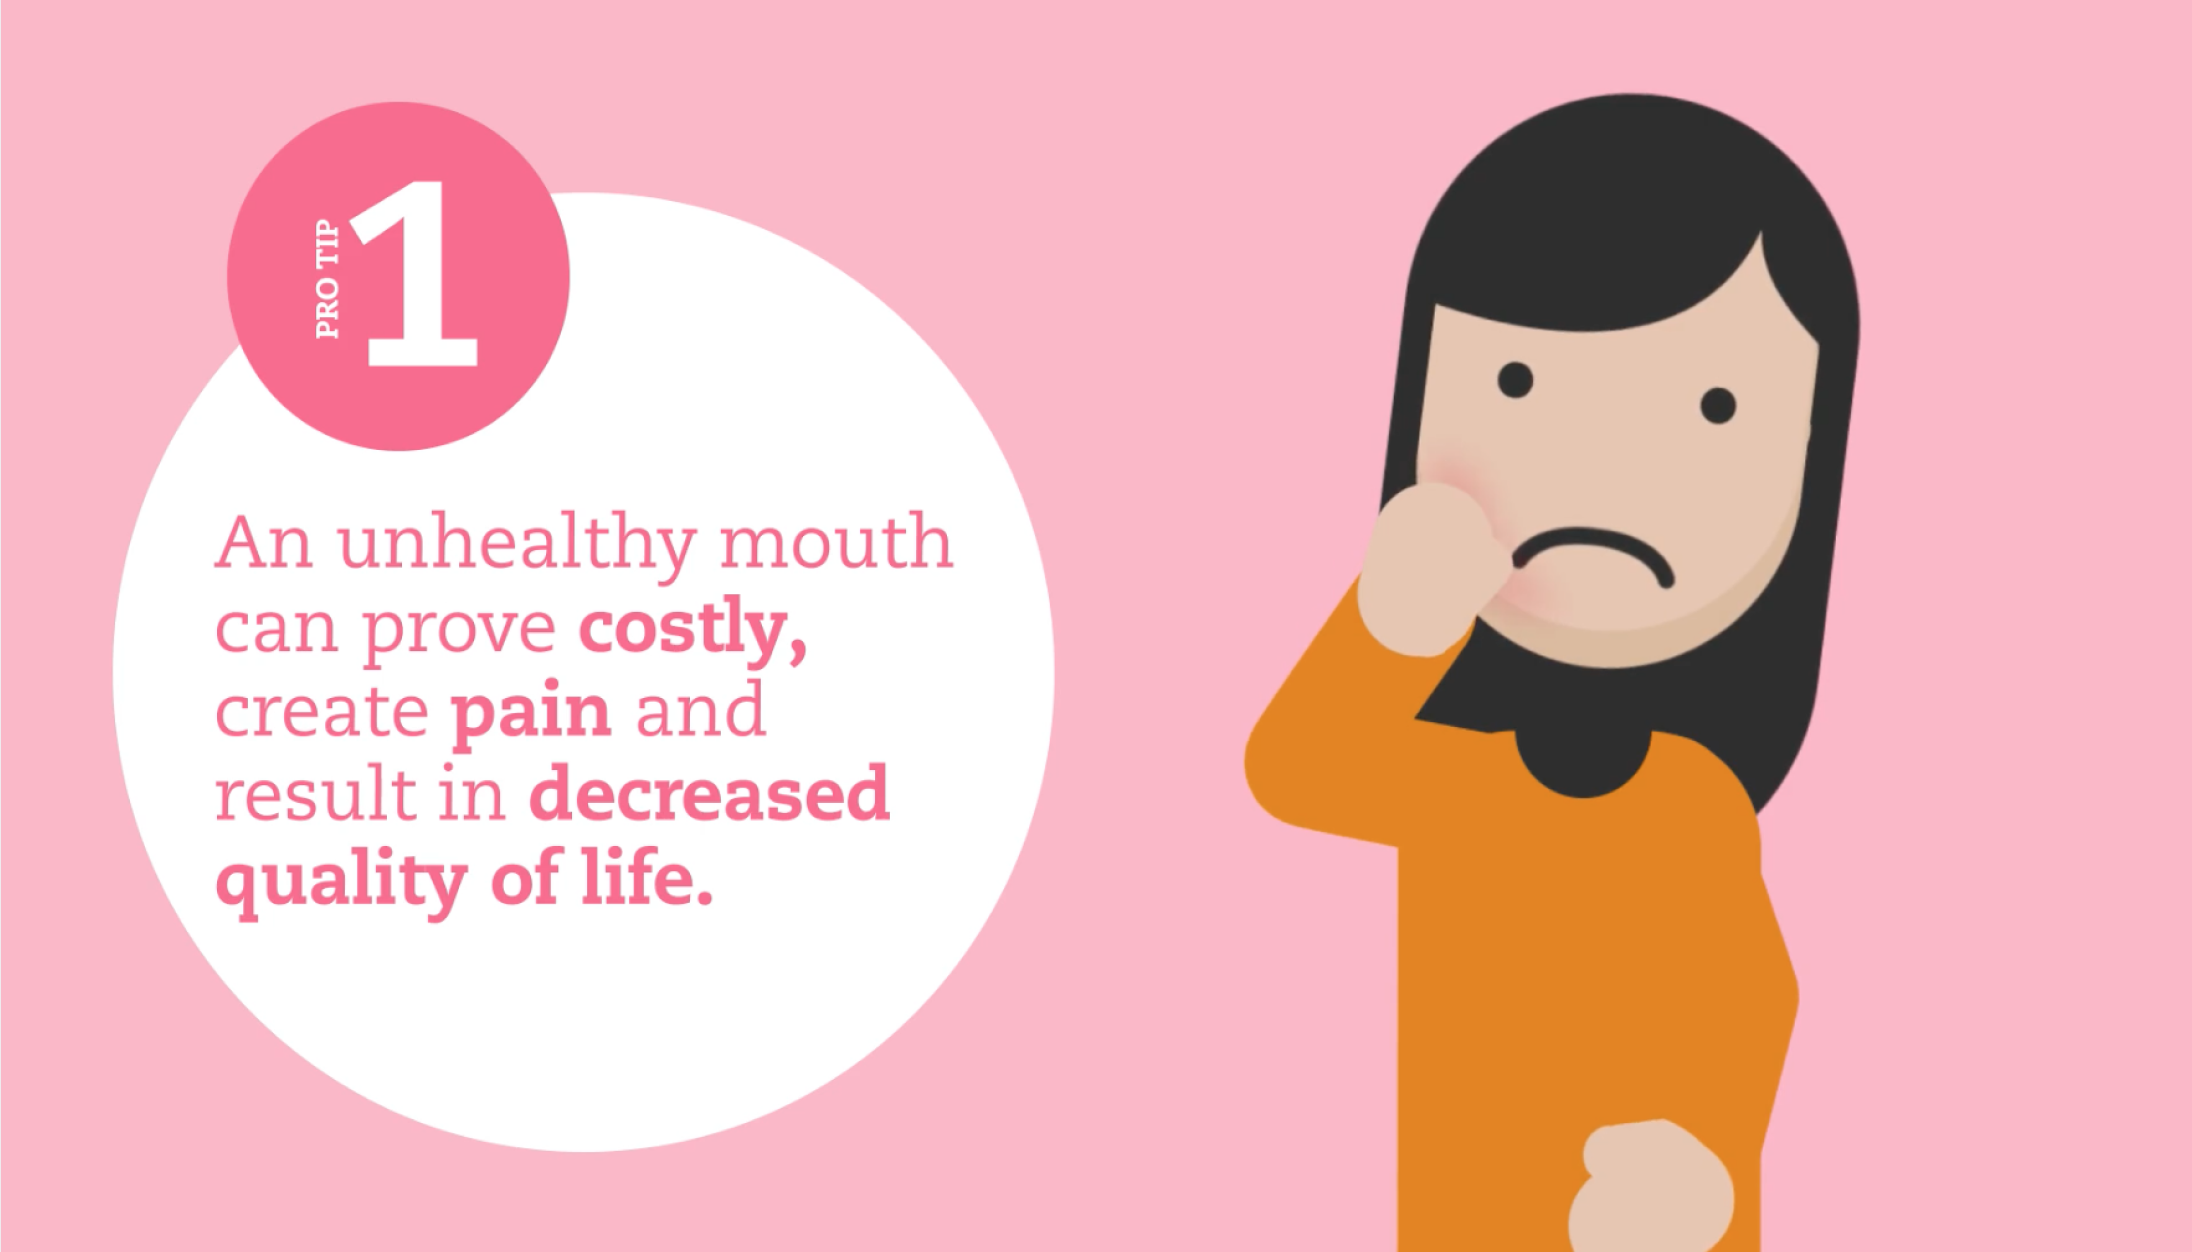 PRO TIP
1
An unhealthy mouth
can prove costly,
create pain and
result in decreased
quality of life.